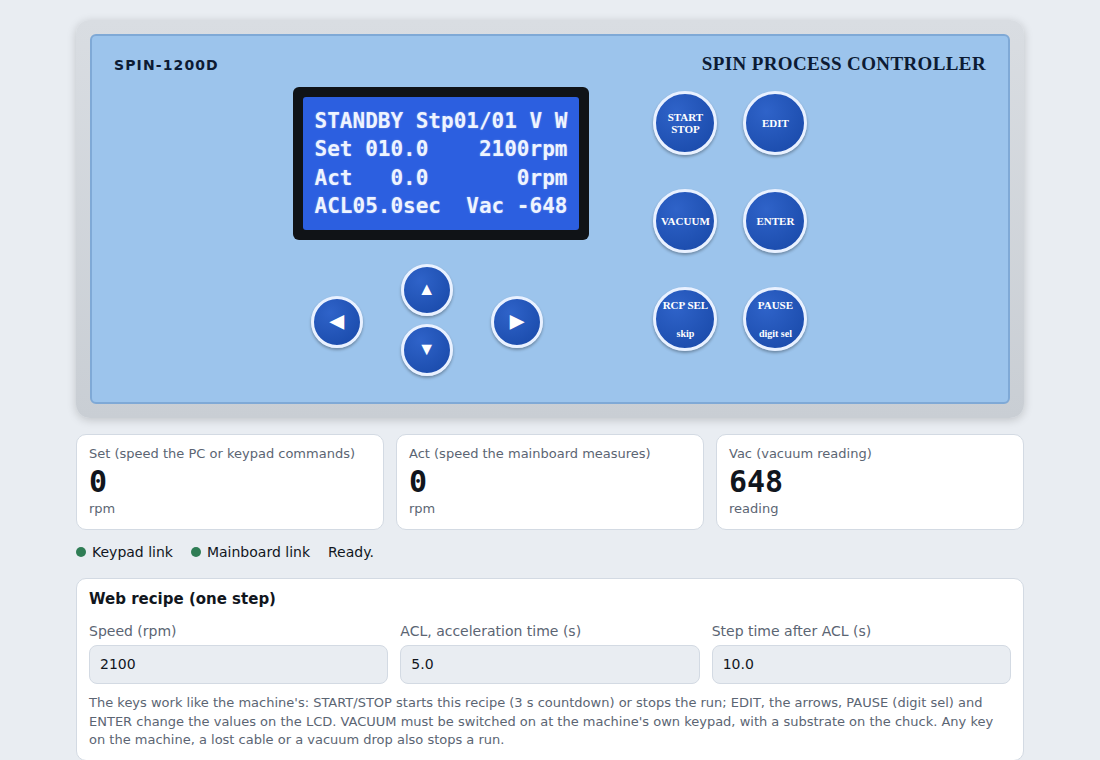 SPIN-1200D
SPIN PROCESS CONTROLLER
STANDBY Stp01/01 V W
Set 010.0 2100rpm
Act 0.0 0rpm
ACL05.0sec Vac -648
START
STOP
EDIT
VACUUM
ENTER
RCP SEL
skip
PAUSE
digit sel
◀
▲
▼
▶
Set (speed the PC or keypad commands)
0
rpm
Act (speed the mainboard measures)
0
rpm
Vac (vacuum reading)
648
reading
Keypad link
Mainboard link
Ready.
Web recipe (one step)
Speed (rpm)
2100
ACL, acceleration time (s)
5.0
Step time after ACL (s)
10.0
The keys work like the machine's: START/STOP starts this recipe (3 s countdown) or stops the run; EDIT, the arrows, PAUSE (digit sel) and
ENTER change the values on the LCD. VACUUM must be switched on at the machine's own keypad, with a substrate on the chuck. Any key
on the machine, a lost cable or a vacuum drop also stops a run.